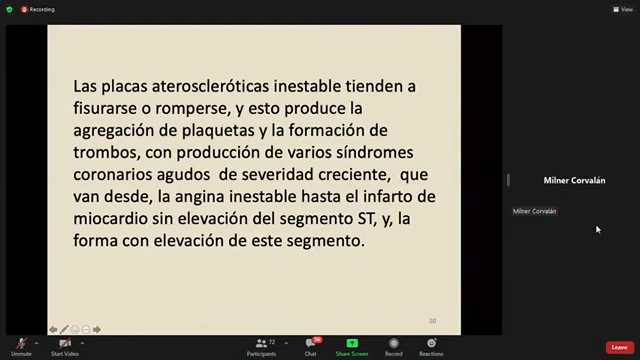 Recording
View
Las placas ateroscleróticas inestable tienden a
fisurarse o romperse, y esto produce la
agregación de plaquetas y la formación de
trombos, con producción de varios síndromes
coronarios agudos de severidad creciente, que
van desde, la angina inestable hasta el infarto de
miocardio sin elevación del segmento ST, y, la
forma con elevación de este segmento.
20
Milner Corvalán
Milner Corvalán
Unmute
Start Video
Participants
72
Chat
56
Share Screen
Record
Reactions
Leave